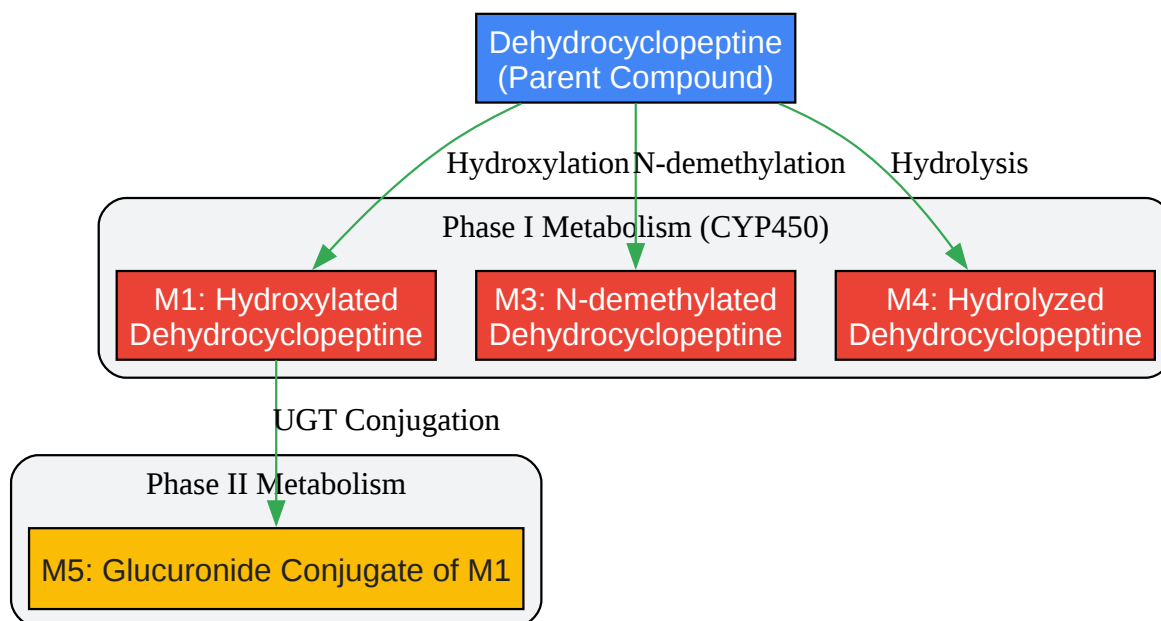 Dehydrocyclopeptine
(Parent Compound)
Hydroxylation
N-demethylation
Hydrolysis
Phase I Metabolism (CYP450)
M1: Hydroxylated
Dehydrocyclopeptine
M3: N-demethylated
Dehydrocyclopeptine
M4: Hydrolyzed
Dehydrocyclopeptine
UGT Conjugation
Phase II Metabolism
M5: Glucuronide Conjugate of M1